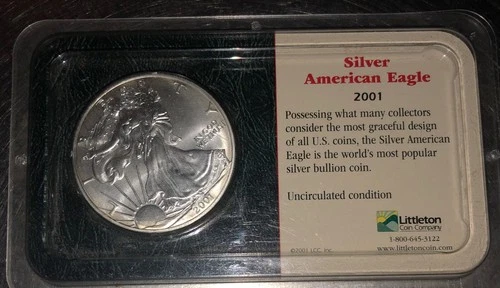 LIBERTY
IN GOD
WE TRUST
2001
Silver
American Eagle
2001
Possessing what many collectors
consider the most graceful design
of all U.S. coins, the Silver American
Eagle is the world's most popular
silver bullion coin.
Uncirculated condition
Littleton
Coin Company
1-800-645-3122
©2001 LCC, Inc.
www.littletoncoin.com